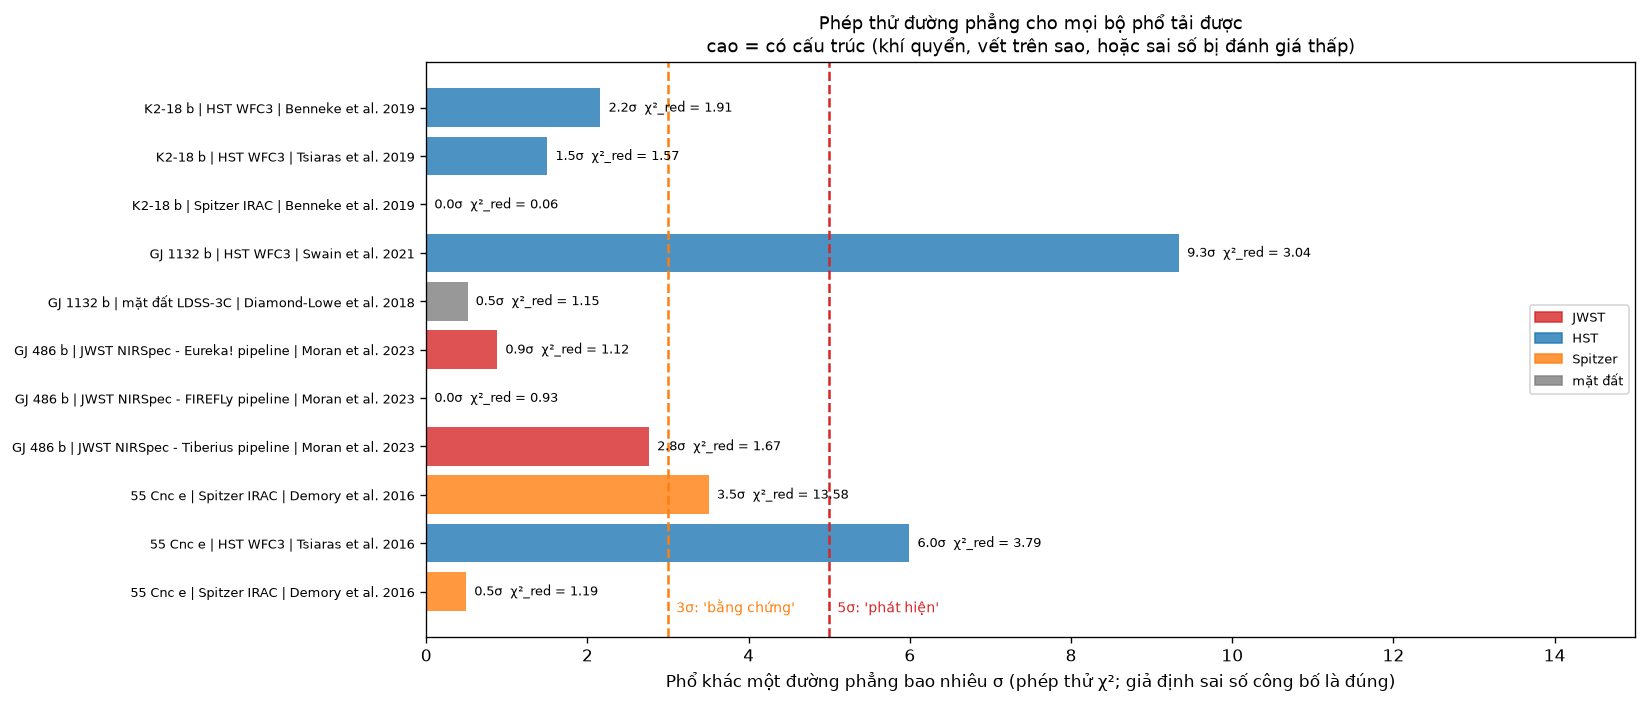 Phép thử đường phẳng cho mọi bộ phổ tải được
cao = có cấu trúc (khí quyển, vết trên sao, hoặc sai số bị đánh giá thấp)
K2-18 b | HST WFC3 | Benneke et al. 2019
2.2σ χ²_red = 1.91
K2-18 b | HST WFC3 | Tsiaras et al. 2019
1.5σ χ²_red = 1.57
K2-18 b | Spitzer IRAC | Benneke et al. 2019
0.0σ χ²_red = 0.06
GJ 1132 b | HST WFC3 | Swain et al. 2021
9.3σ χ²_red = 3.04
GJ 1132 b | mặt đất LDSS-3C | Diamond-Lowe et al. 2018
0.5σ χ²_red = 1.15
GJ 486 b | JWST NIRSpec - Eureka! pipeline | Moran et al. 2023
0.9σ χ²_red = 1.12
GJ 486 b | JWST NIRSpec - FIREFLy pipeline | Moran et al. 2023
0.0σ χ²_red = 0.93
GJ 486 b | JWST NIRSpec - Tiberius pipeline | Moran et al. 2023
2.8σ χ²_red = 1.67
55 Cnc e | Spitzer IRAC | Demory et al. 2016
3.5σ χ²_red = 13.58
55 Cnc e | HST WFC3 | Tsiaras et al. 2016
6.0σ χ²_red = 3.79
55 Cnc e | Spitzer IRAC | Demory et al. 2016
0.5σ χ²_red = 1.19
3σ: 'bằng chứng'
5σ: 'phát hiện'
JWST
HST
Spitzer
mặt đất
0 2 4 6 8 10 12 14
Phổ khác một đường phẳng bao nhiêu σ (phép thử χ²; giả định sai số công bố là đúng)